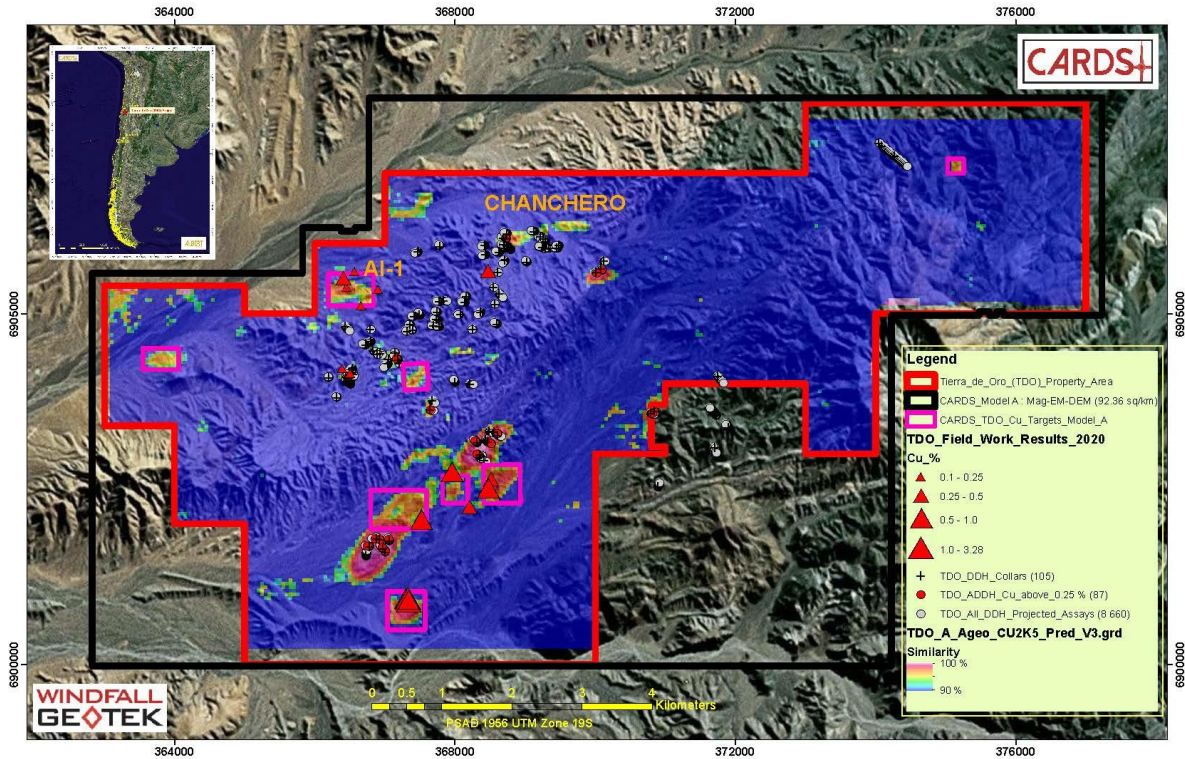 364000
368000
372000
376000
CARDS
CHANCHERO
AI-1
6905000
6905000
Legend
Tierra_de_Oro_(TDO)_Property_Area
CARDS_Model A : Mag-EM-DEM (92.36 sq/km)
CARDS_TDO_Cu_Targets_Model_A
TDO_Field_Work_Results_2020
Cu_%
0.1 - 0.25
0.25 - 0.5
0.5 - 1.0
1.0 - 3.28
TDO_DDH_Collars (105)
TDO_ADDH_Cu_above_0.25 % (87)
TDO_All_DDH_Projected_Assays (8 660)
TDO_A_Ageo_CU2K5_Pred_V3.grd
Similarity
100 %
90 %
6900000
6900000
WINDFALL
GEOTEK
0 0.5 1 2 3 4
Kilometers
PSAD 1956 UTM Zone 19S
364000
368000
372000
376000